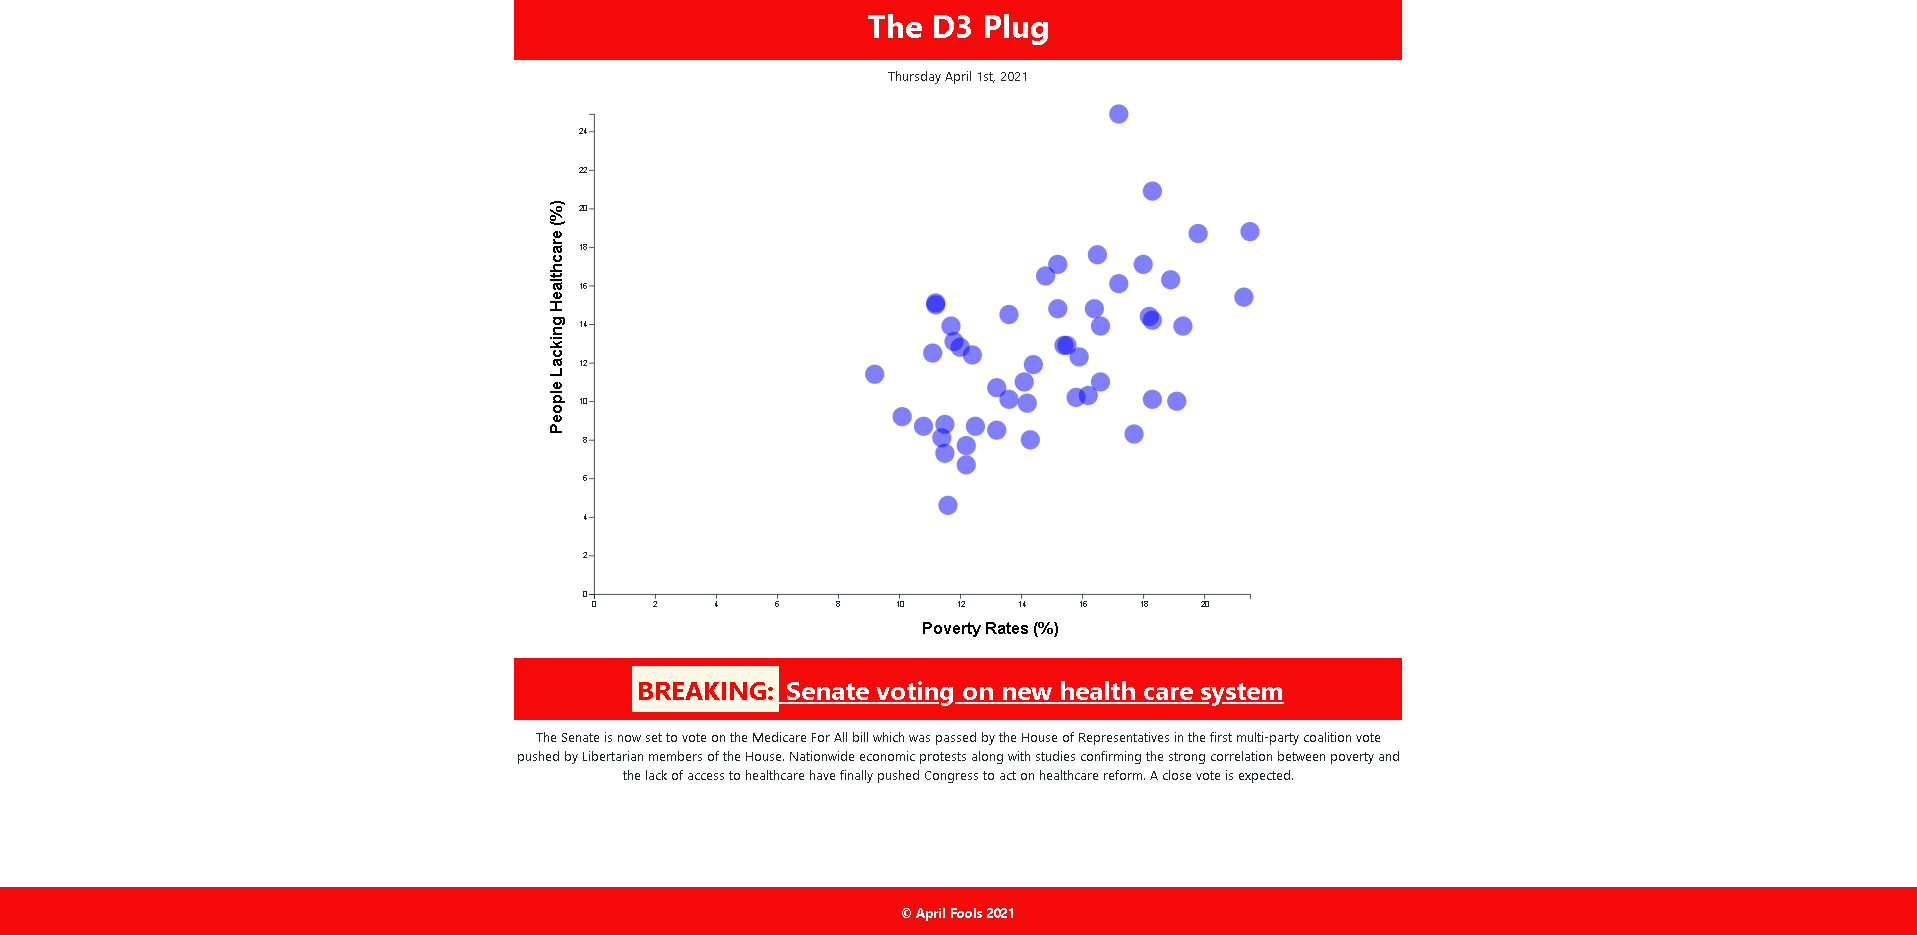 The D3 Plug
Thursday April 1st, 2021
24
22
20
18
16
14
12
10
8
6
4
2
0
People Lacking Healthcare (%)
0 2 4 6 8 10 12 14 16 18 20
Poverty Rates (%)
BREAKING: Senate voting on new health care system
The Senate is now set to vote on the Medicare For All bill which was passed by the House of Representatives in the first multi-party coalition vote
pushed by Libertarian members of the House. Nationwide economic protests along with studies confirming the strong correlation between poverty and
the lack of access to healthcare have finally pushed Congress to act on healthcare reform. A close vote is expected.
© April Fools 2021